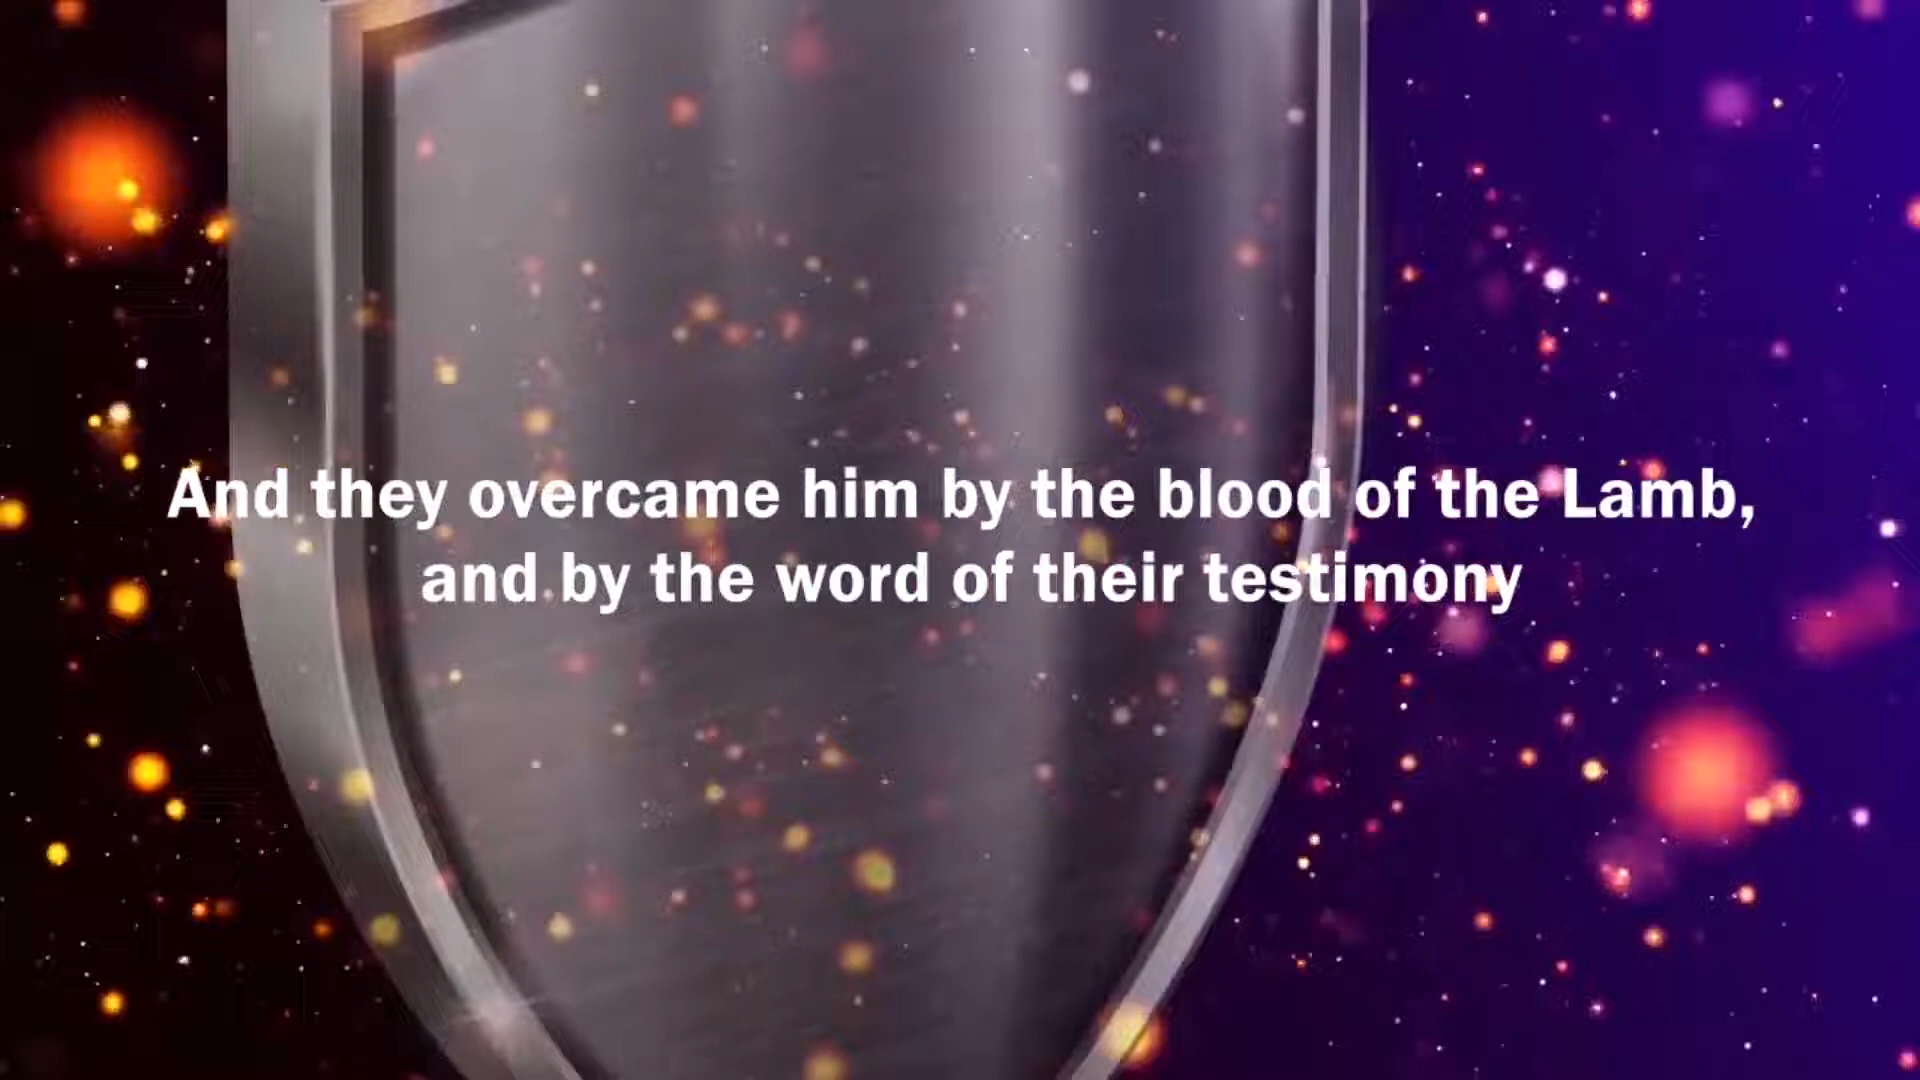 And they overcame him by the blood of the Lamb,
and by the word of their testimony